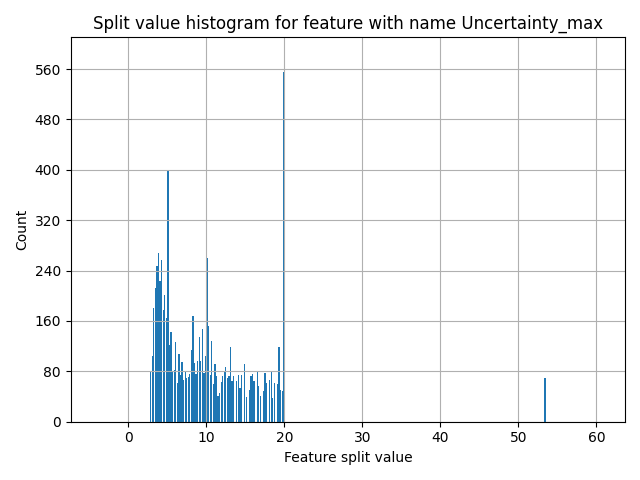 Split value histogram for feature with name Uncertainty_max
560
480
400
320
240
160
80
0
Count
0 10 20 30 40 50 60
Feature split value